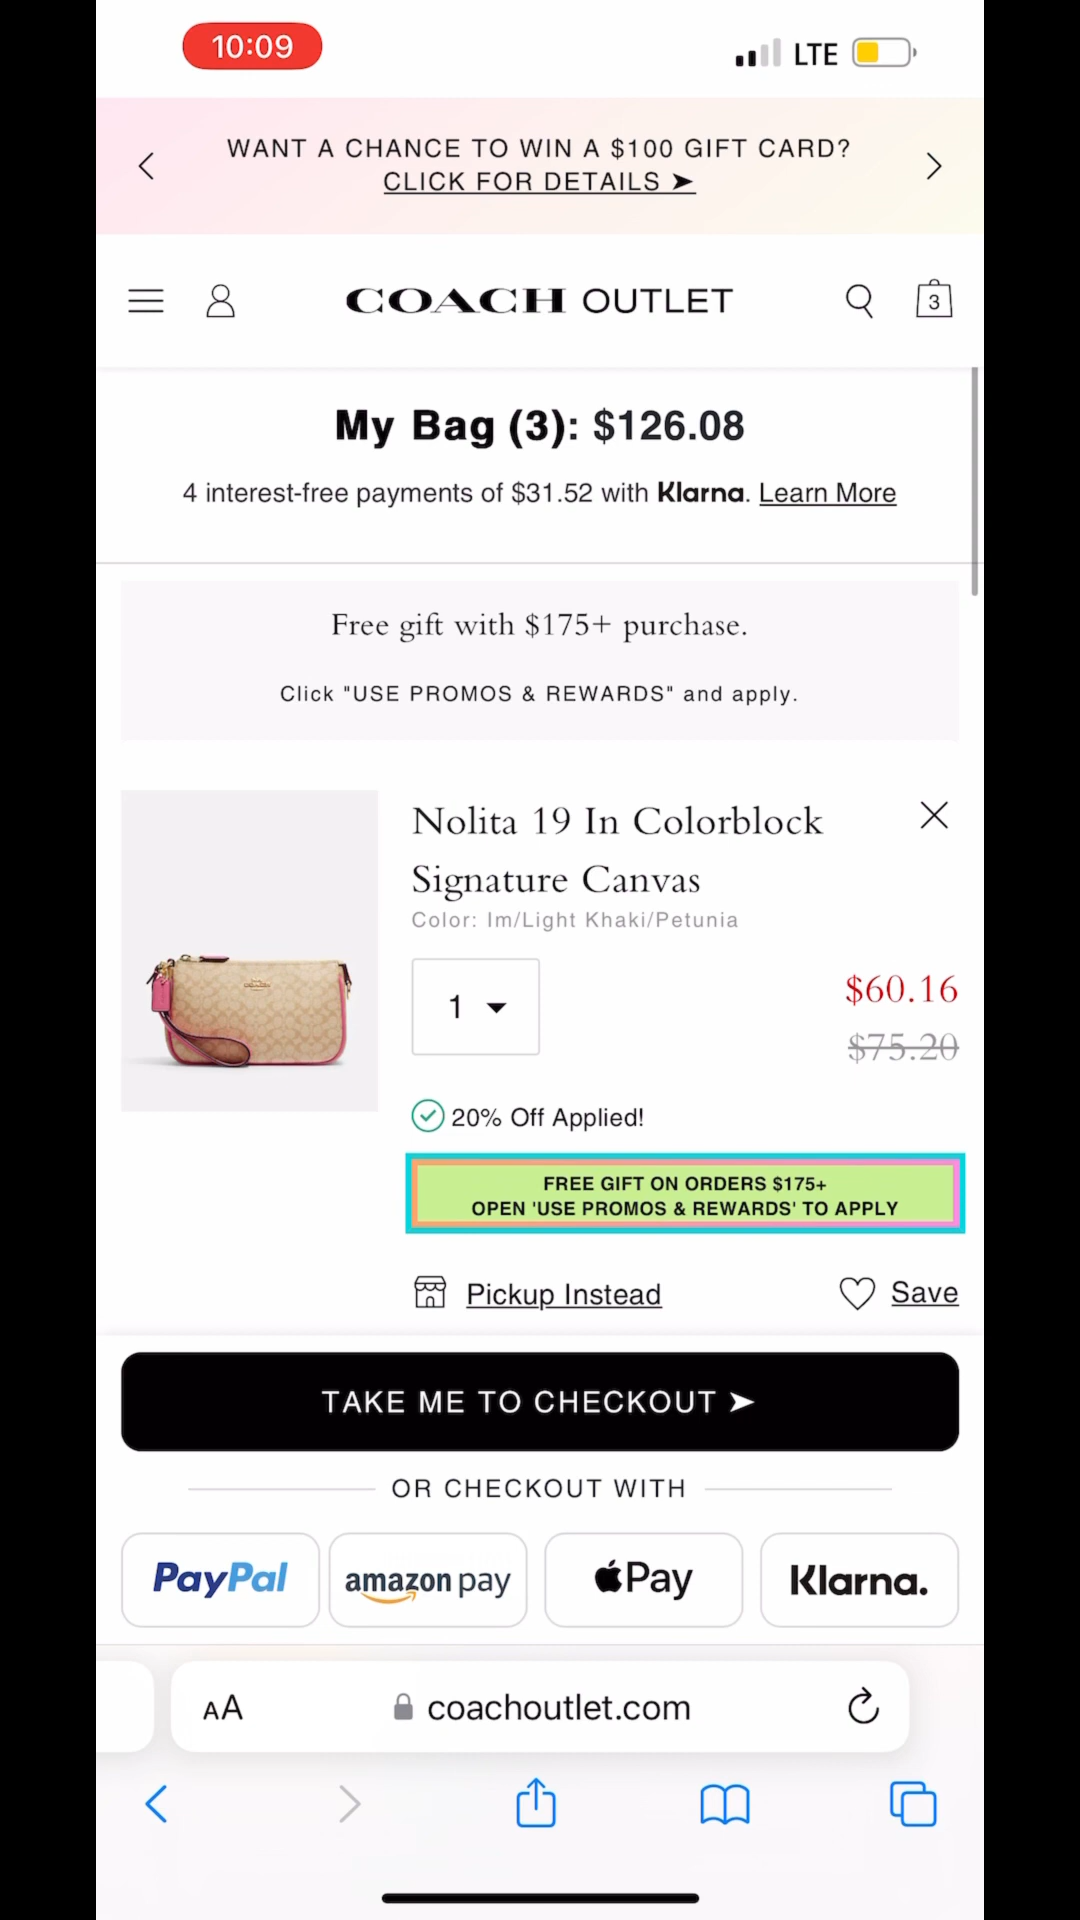 10:09
LTE
WANT A CHANCE TO WIN A $100 GIFT CARD?
CLICK FOR DETAILS ➤
COACH OUTLET
3
My Bag (3): $126.08
4 interest-free payments of $31.52 with Klarna. Learn More
Free gift with $175+ purchase.
Click "USE PROMOS & REWARDS" and apply.
Nolita 19 In Colorblock
Signature Canvas
Color: Im/Light Khaki/Petunia
COACH
1
$60.16
$75.20
20% Off Applied!
FREE GIFT ON ORDERS $175+
OPEN 'USE PROMOS & REWARDS' TO APPLY
Pickup Instead
Save
TAKE ME TO CHECKOUT ➤
OR CHECKOUT WITH
PayPal
amazon pay
Pay
Klarna.
AA
coachoutlet.com